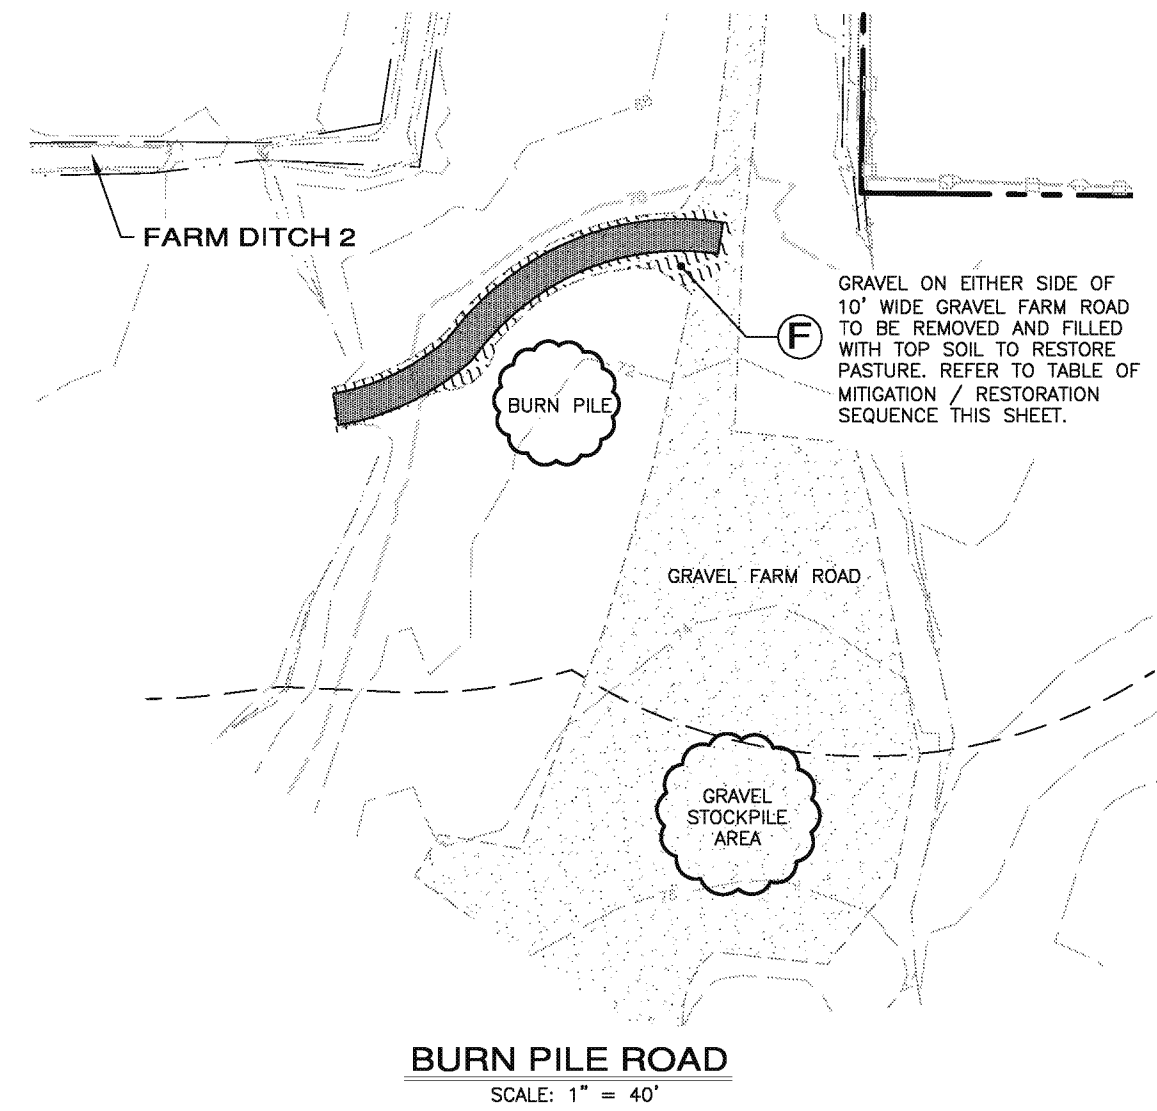 FARM DITCH 2
GRAVEL ON EITHER SIDE OF
10' WIDE GRAVEL FARM ROAD
TO BE REMOVED AND FILLED
WITH TOP SOIL TO RESTORE
PASTURE. REFER TO TABLE OF
MITIGATION / RESTORATION
SEQUENCE THIS SHEET.
F
BURN PILE
GRAVEL FARM ROAD
GRAVEL
STOCKPILE
AREA
BURN PILE ROAD
SCALE: 1" = 40'